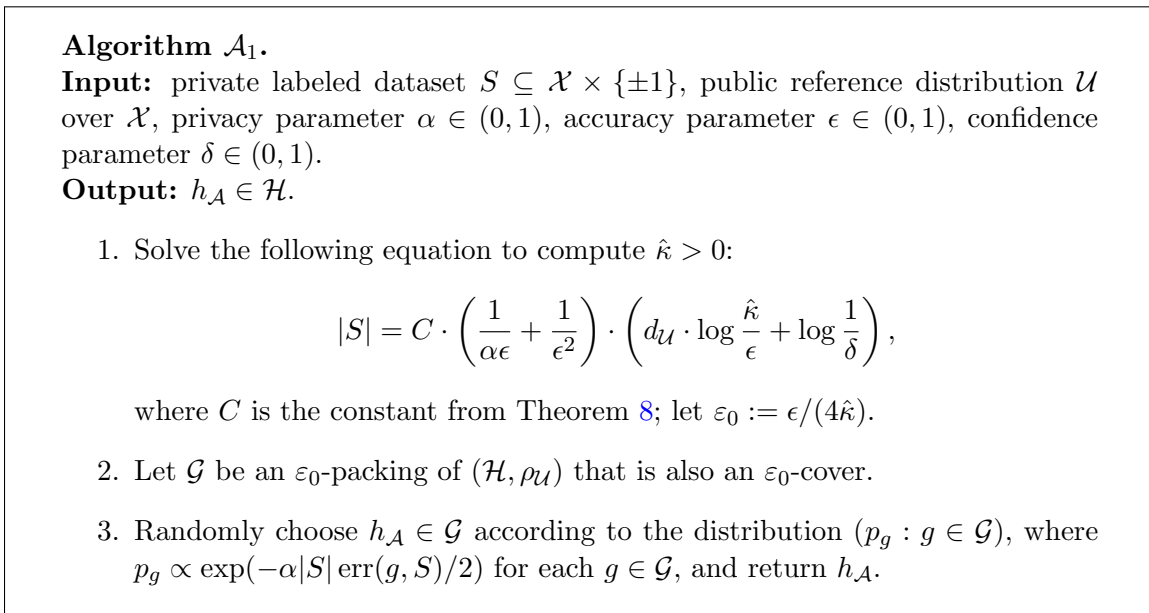 Algorithm 𝒜₁.
Input: private labeled dataset S ⊆ 𝒳 × {±1}, public reference distribution 𝒰
over 𝒳, privacy parameter α ∈ (0, 1), accuracy parameter ϵ ∈ (0, 1), confidence
parameter δ ∈ (0, 1).
Output: h_𝒜 ∈ ℋ.
1. Solve the following equation to compute κ̂ > 0:
|S| = C · (1/(αϵ) + 1/ϵ²) · (d_𝒰 · log κ̂/ϵ + log 1/δ),
where C is the constant from Theorem 8; let ε₀ := ϵ/(4κ̂).
2. Let 𝒢 be an ε₀-packing of (ℋ, ρ_𝒰) that is also an ε₀-cover.
3. Randomly choose h_𝒜 ∈ 𝒢 according to the distribution (p_g : g ∈ 𝒢), where
p_g ∝ exp(−α|S| err(g, S)/2) for each g ∈ 𝒢, and return h_𝒜.